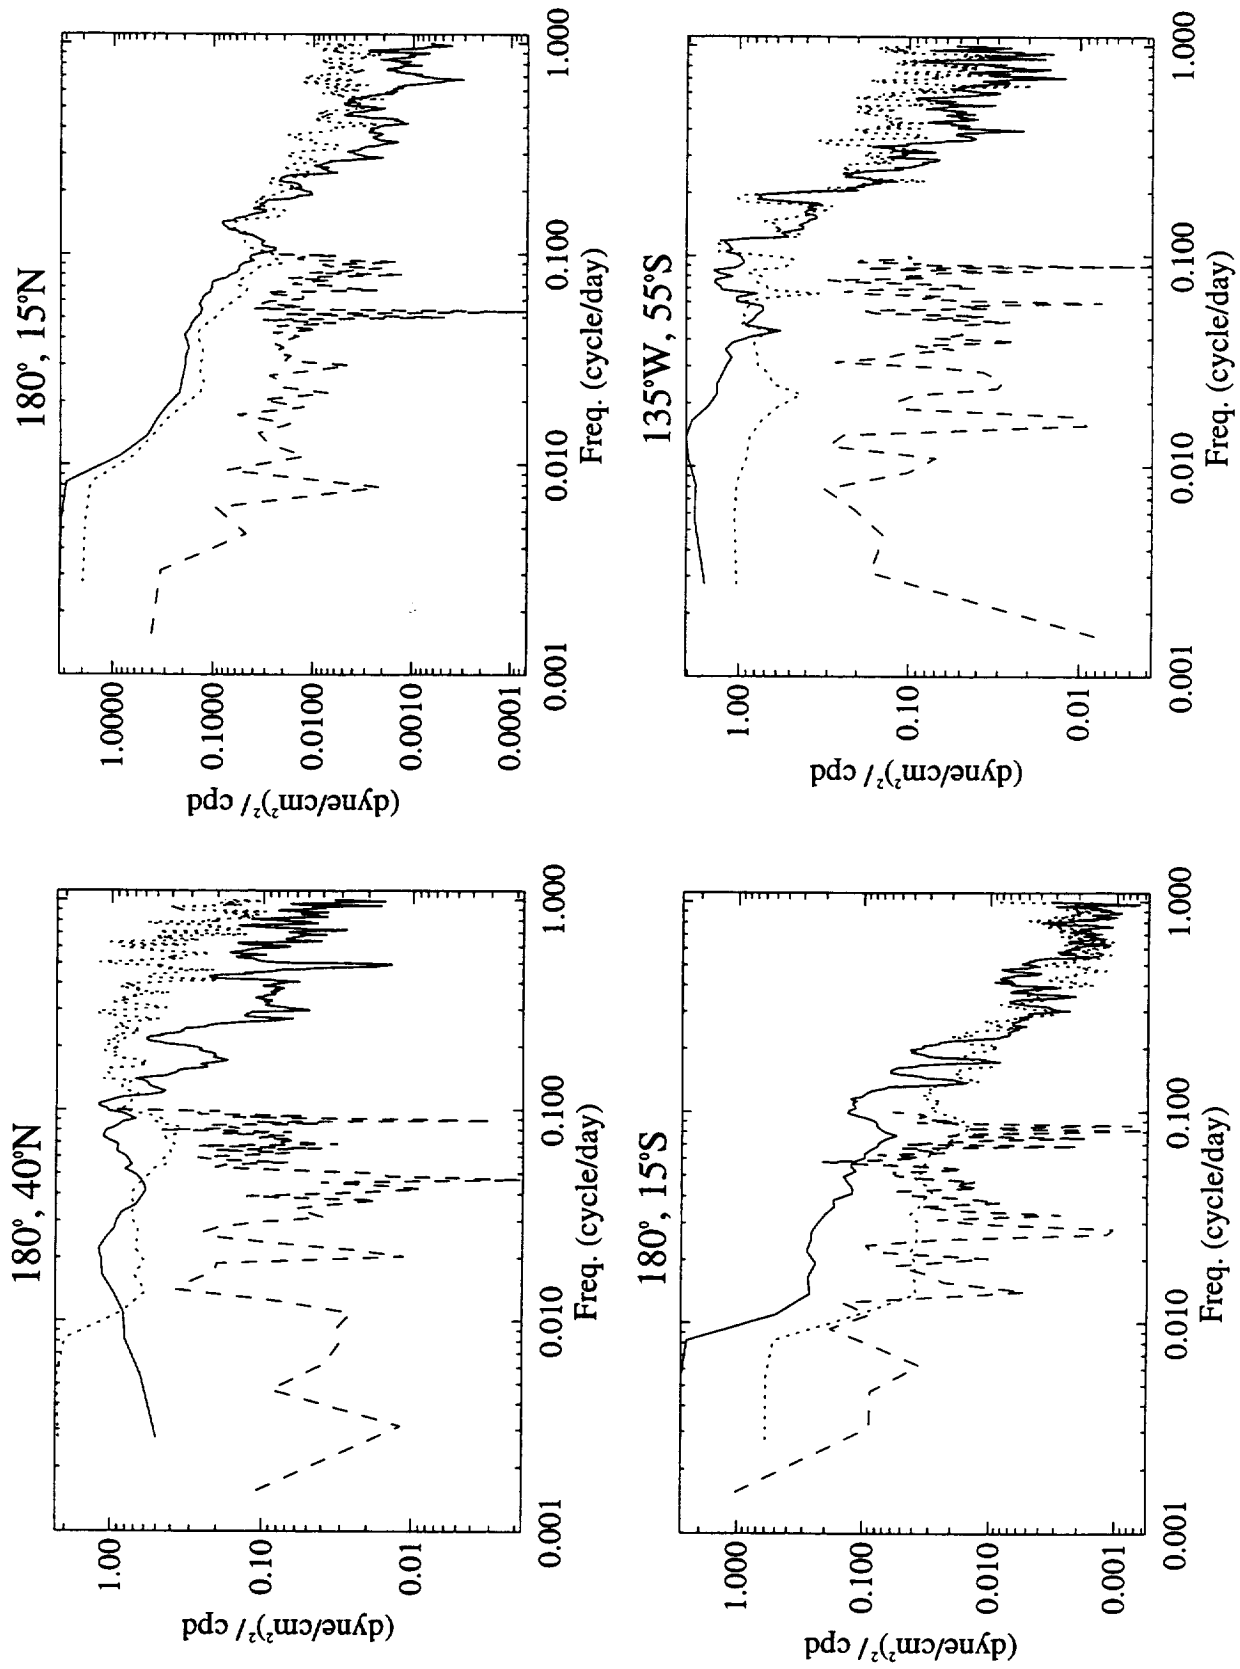 180°, 40°N
(dyne/cm²)²/ cpd
1.00
0.10
0.01
0.001
0.010
0.100
1.000
Freq. (cycle/day)
180°, 15°N
(dyne/cm²)²/ cpd
1.0000
0.1000
0.0100
0.0010
0.0001
0.001
0.010
0.100
1.000
Freq. (cycle/day)
180°, 15°S
(dyne/cm²)²/ cpd
1.000
0.100
0.010
0.001
0.001
0.010
0.100
1.000
Freq. (cycle/day)
135°W, 55°S
(dyne/cm²)²/ cpd
1.00
0.10
0.01
0.001
0.010
0.100
1.000
Freq. (cycle/day)